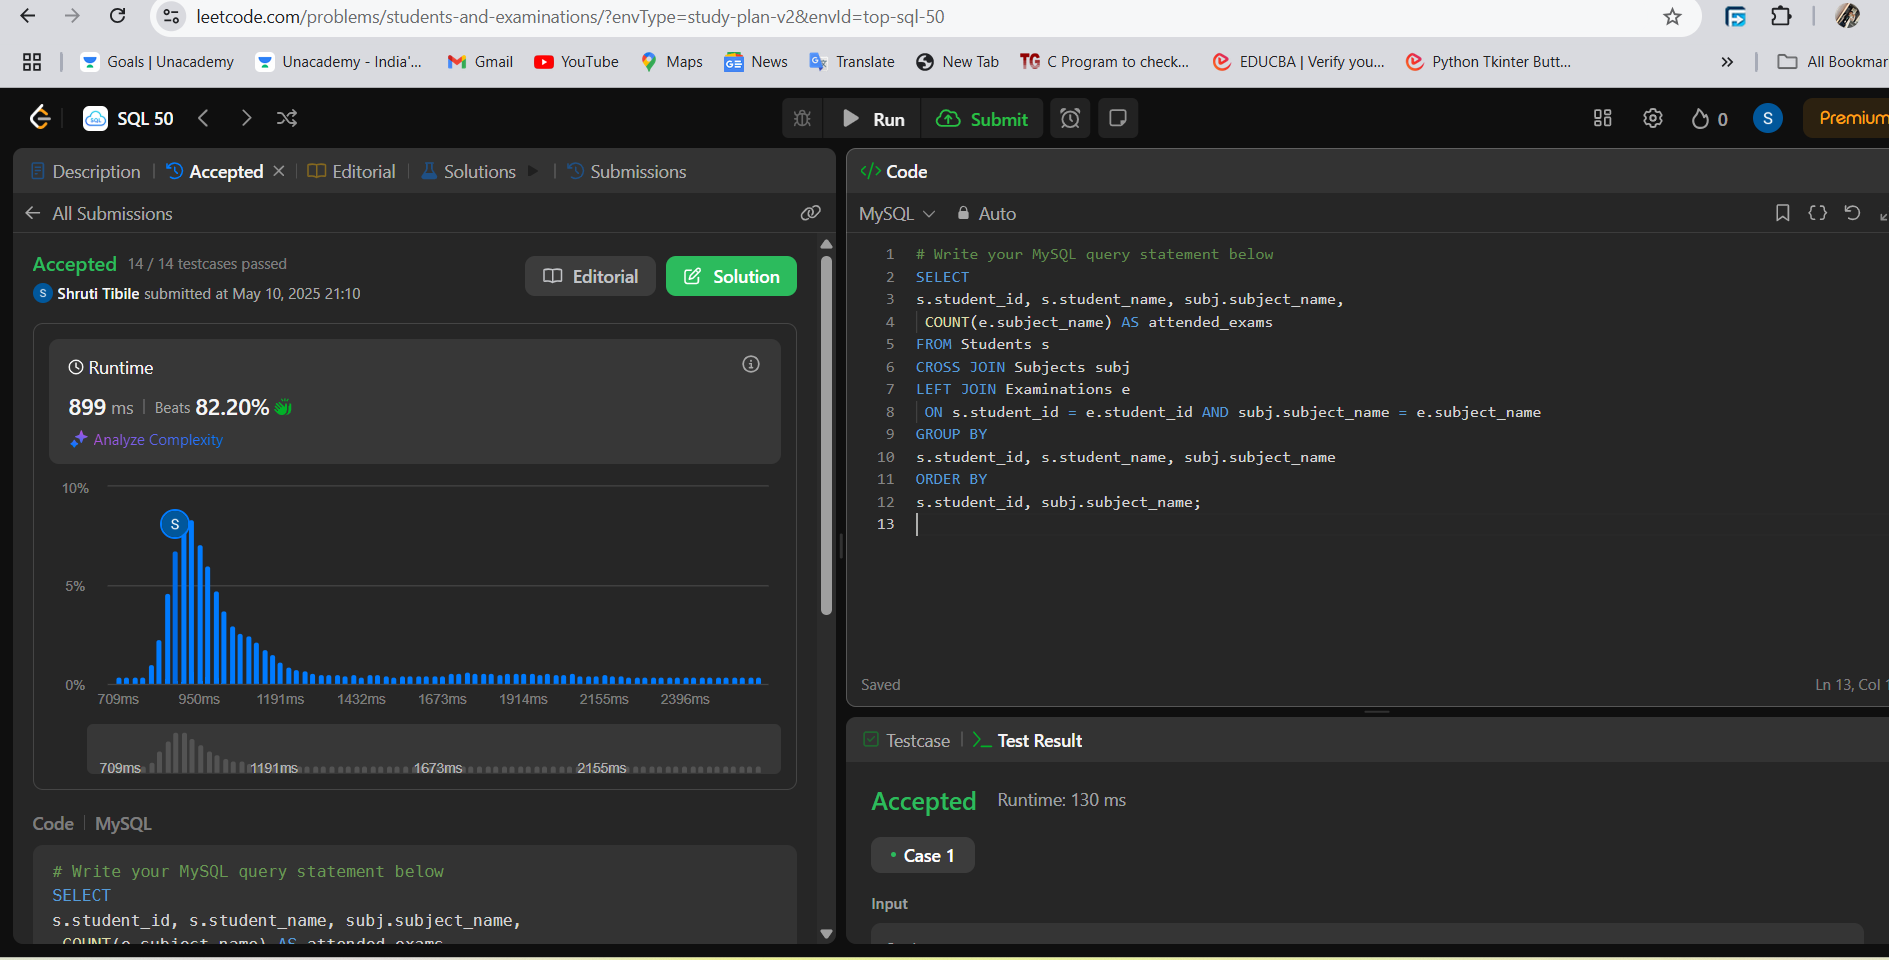 leetcode.com/problems/students-and-examinations/?envType=study-plan-v2&envId=top-sql-50
Goals | Unacademy
Unacademy - India'...
Gmail
YouTube
Maps
News
Translate
New Tab
TG C Program to check...
EDUCBA | Verify you...
Python Tkinter Butt...
»
All Bookmar
SQL 50
Run
Submit
0
S
Premium
Description
Accepted
Editorial
Solutions
Submissions
All Submissions
Accepted 14 / 14 testcases passed
S Shruti Tibile submitted at May 10, 2025 21:10
Editorial
Solution
Runtime
899 ms | Beats 82.20%
Analyze Complexity
10%
S
5%
0%
709ms 950ms 1191ms 1432ms 1673ms 1914ms 2155ms 2396ms
709ms 1191ms 1673ms 2155ms
Code | MySQL
# Write your MySQL query statement below
SELECT
s.student_id, s.student_name, subj.subject_name,
COUNT(e.subject_name) AS attended_exams
</> Code
MySQL
Auto
1 # Write your MySQL query statement below
2 SELECT
3 s.student_id, s.student_name, subj.subject_name,
4 COUNT(e.subject_name) AS attended_exams
5 FROM Students s
6 CROSS JOIN Subjects subj
7 LEFT JOIN Examinations e
8 ON s.student_id = e.student_id AND subj.subject_name = e.subject_name
9 GROUP BY
10 s.student_id, s.student_name, subj.subject_name
11 ORDER BY
12 s.student_id, subj.subject_name;
13
Saved
Ln 13, Col 1
Testcase
>_ Test Result
Accepted Runtime: 130 ms
• Case 1
Input